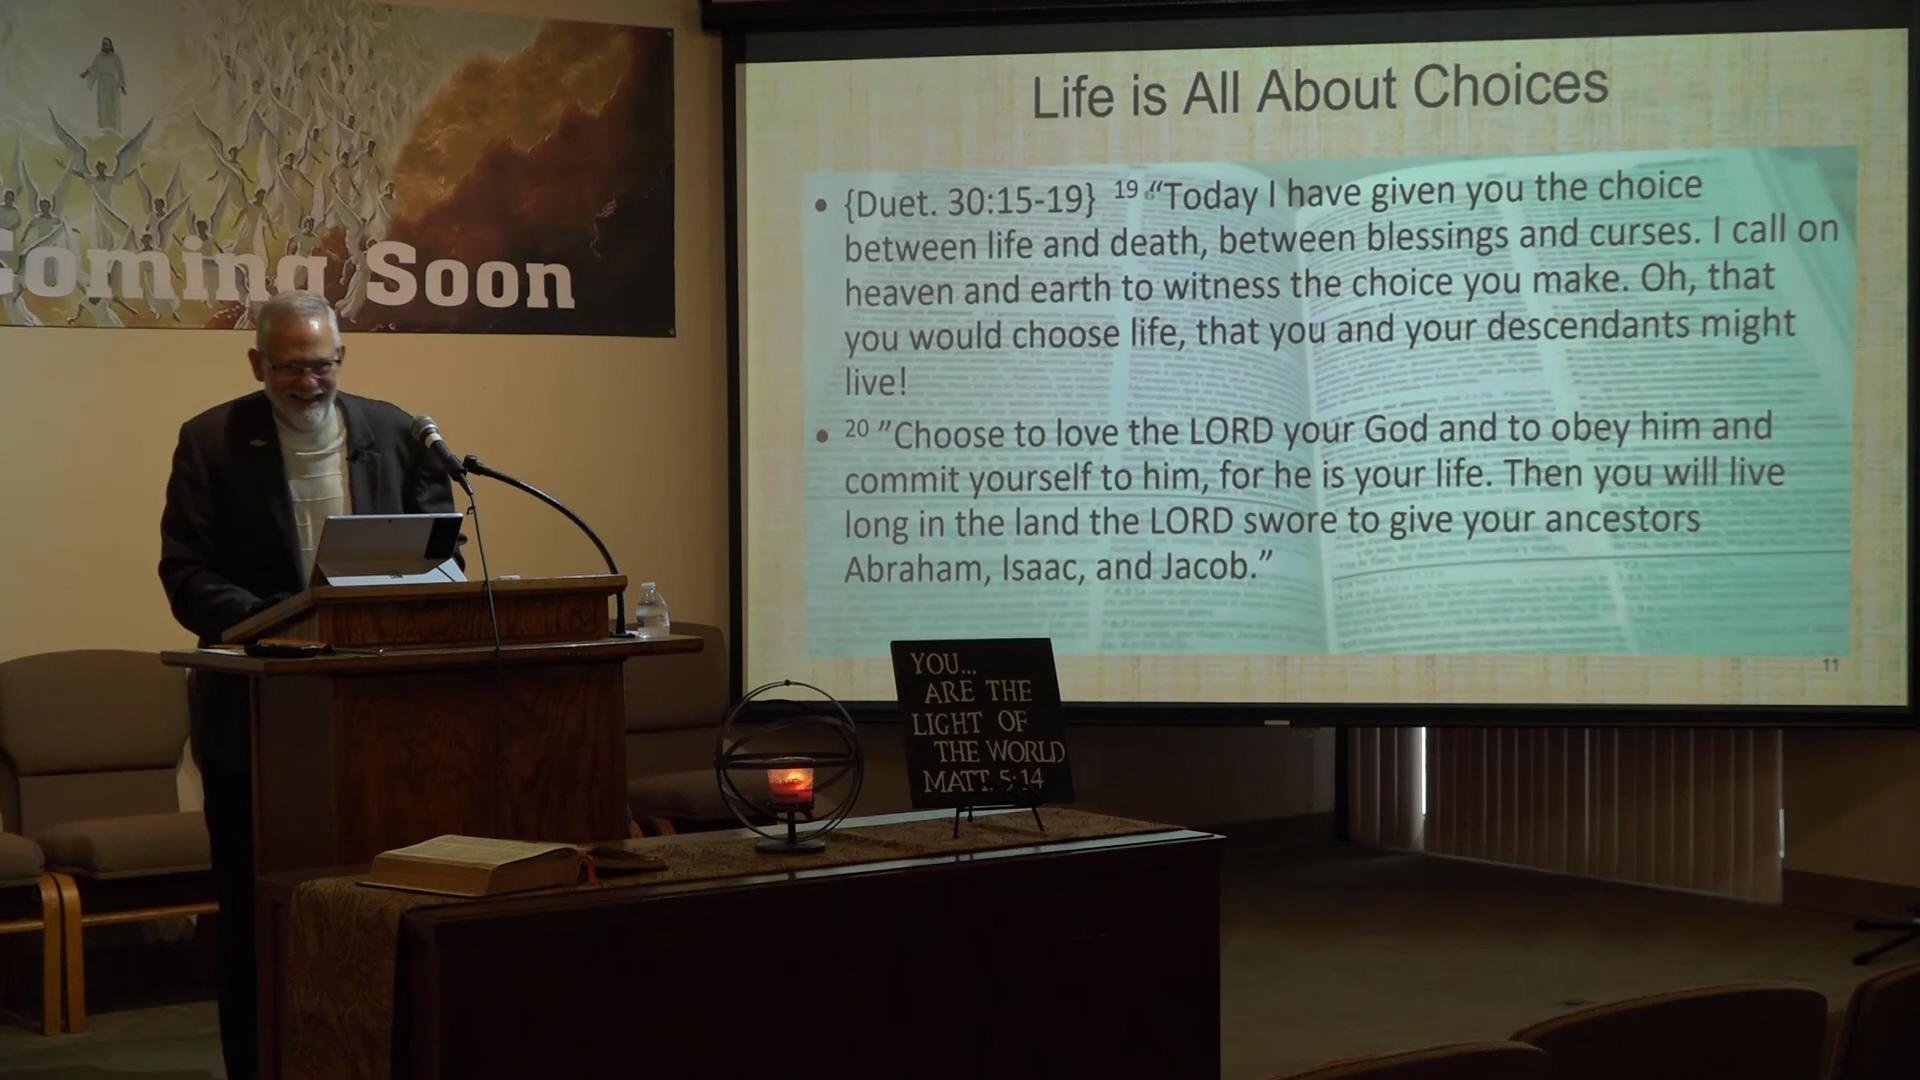 Coming Soon
Life is All About Choices
• {Duet. 30:15-19} 19 “Today I have given you the choice
between life and death, between blessings and curses. I call on
heaven and earth to witness the choice you make. Oh, that
you would choose life, that you and your descendants might
live!
• 20 ”Choose to love the LORD your God and to obey him and
commit yourself to him, for he is your life. Then you will live
long in the land the LORD swore to give your ancestors
Abraham, Isaac, and Jacob.”
11
YOU...
ARE THE
LIGHT OF
THE WORLD
MATT. 5:14